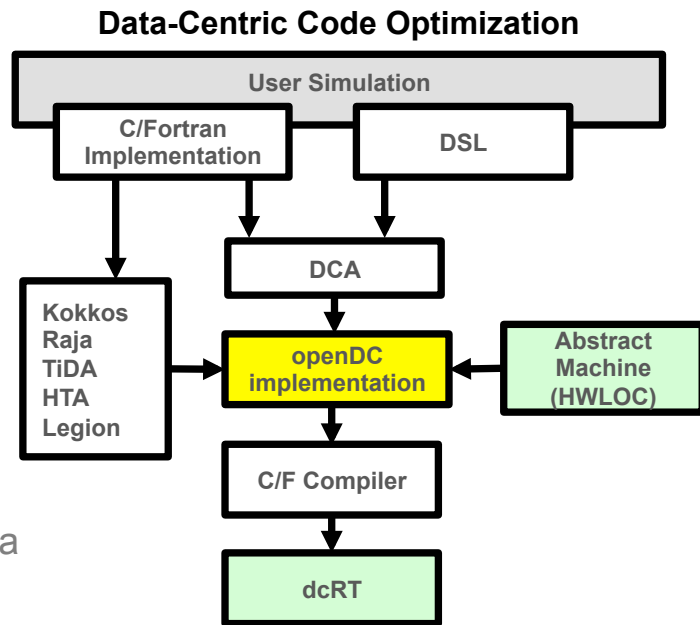 Data-Centric Code Optimization
User Simulation
C/Fortran
Implementation
DSL
DCA
Kokkos
Raja
TiDA
HTA
Legion
openDC
implementation
Abstract
Machine
(HWLOC)
C/F Compiler
a
dcRT